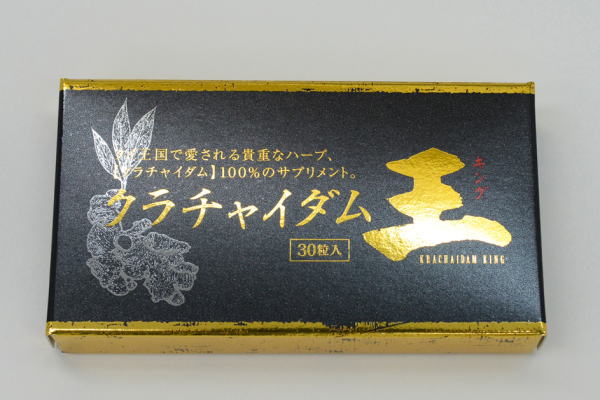 タイ王国で愛される貴重なハーブ、
【クラチャイダム】100%のサプリメント。
クラチャイダム
王
キング
30粒入
KRACHAIDAM KING